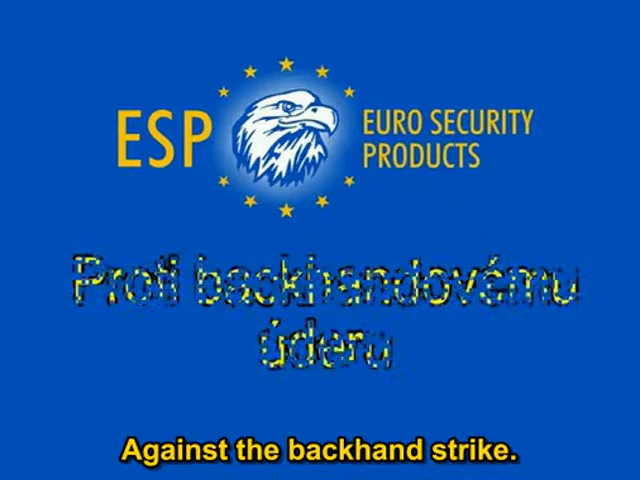 ESP
EURO SECURITY
PRODUCTS
Proti backhandovému
úderu
Against the backhand strike.